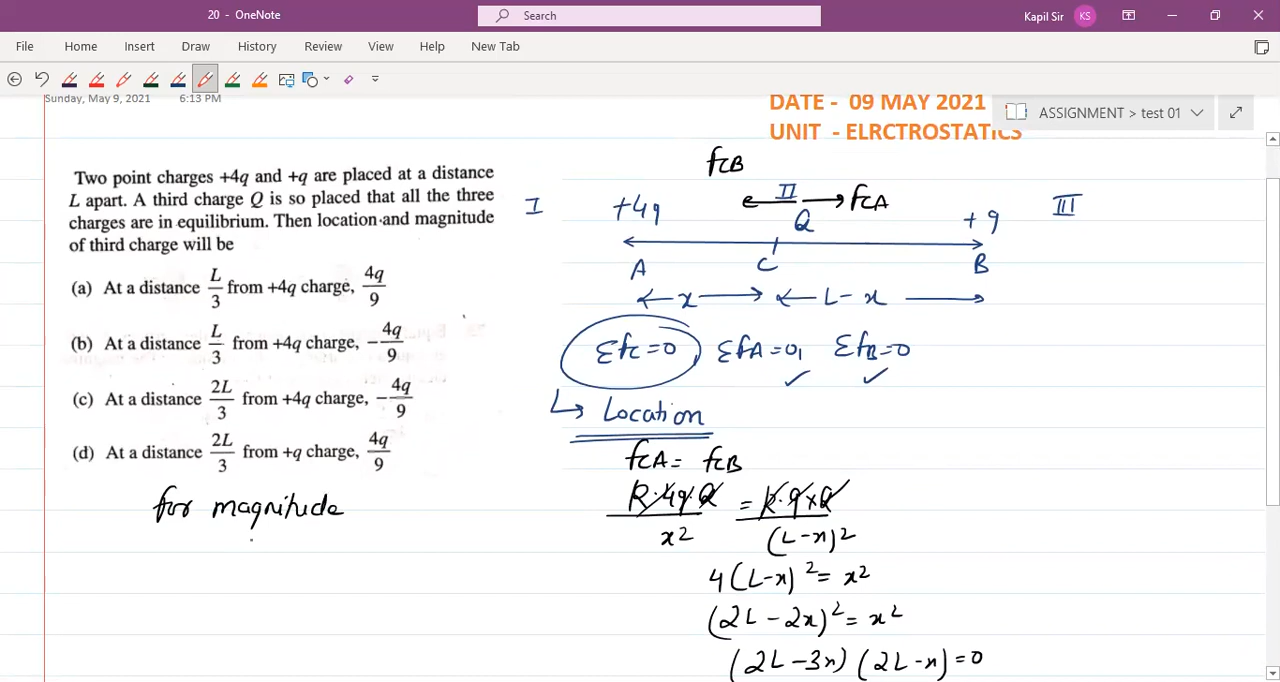 20 - OneNote
Search
Kapil Sir
KS
File Home Insert Draw History Review View Help New Tab
Sunday, May 9, 2021 6:13 PM
DATE - 09 MAY 2021
UNIT - ELRCTROSTATICS
ASSIGNMENT > test 01
Two point charges +4q and +q are placed at a distance
L apart. A third charge Q is so placed that all the three
charges are in equilibrium. Then location and magnitude
of third charge will be
(a) At a distance L/3 from +4q charge, 4q/9
(b) At a distance L/3 from +4q charge, -4q/9
(c) At a distance 2L/3 from +4q charge, -4q/9
(d) At a distance 2L/3 from +q charge, 4q/9
for magnitude
fCB
I +4q II Q fCA +q III
A C B
x L-x
Σfc=0, ΣfA=0, ΣfB=0
Location
fCA = fCB
K·4q·Q/x² = K·q×Q/(L-x)²
4(L-x)² = x²
(2L-2x)² = x²
(2L-3x)(2L-x)=0